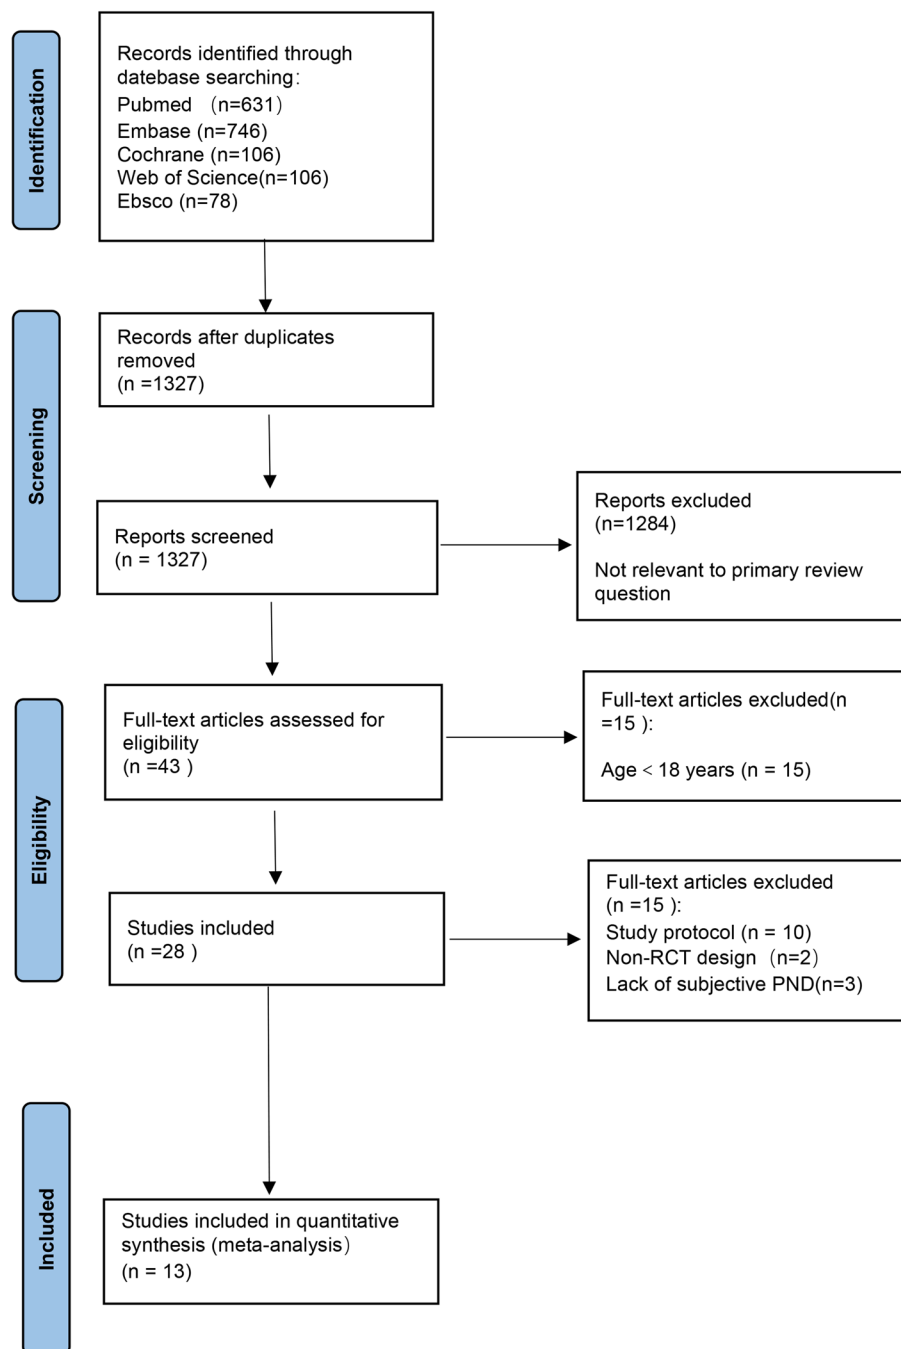 Identification
Records identified through
datebase searching：
Pubmed （n=631）
Embase (n=746)
Cochrane (n=106)
Web of Science(n=106)
Ebsco (n=78)
Screening
Records after duplicates
removed
(n =1327)
Reports screened
(n = 1327)
Reports excluded
(n=1284)
Not relevant to primary review
question
Eligibility
Full-text articles assessed for
eligibility
(n =43 )
Full-text articles excluded(n
=15 ):
Age < 18 years (n = 15)
Studies included
(n =28 )
Full-text articles excluded
(n =15 ):
Study protocol (n = 10)
Non-RCT design （n=2）
Lack of subjective PND(n=3)
Included
Studies included in quantitative
synthesis (meta-analysis）
(n = 13)